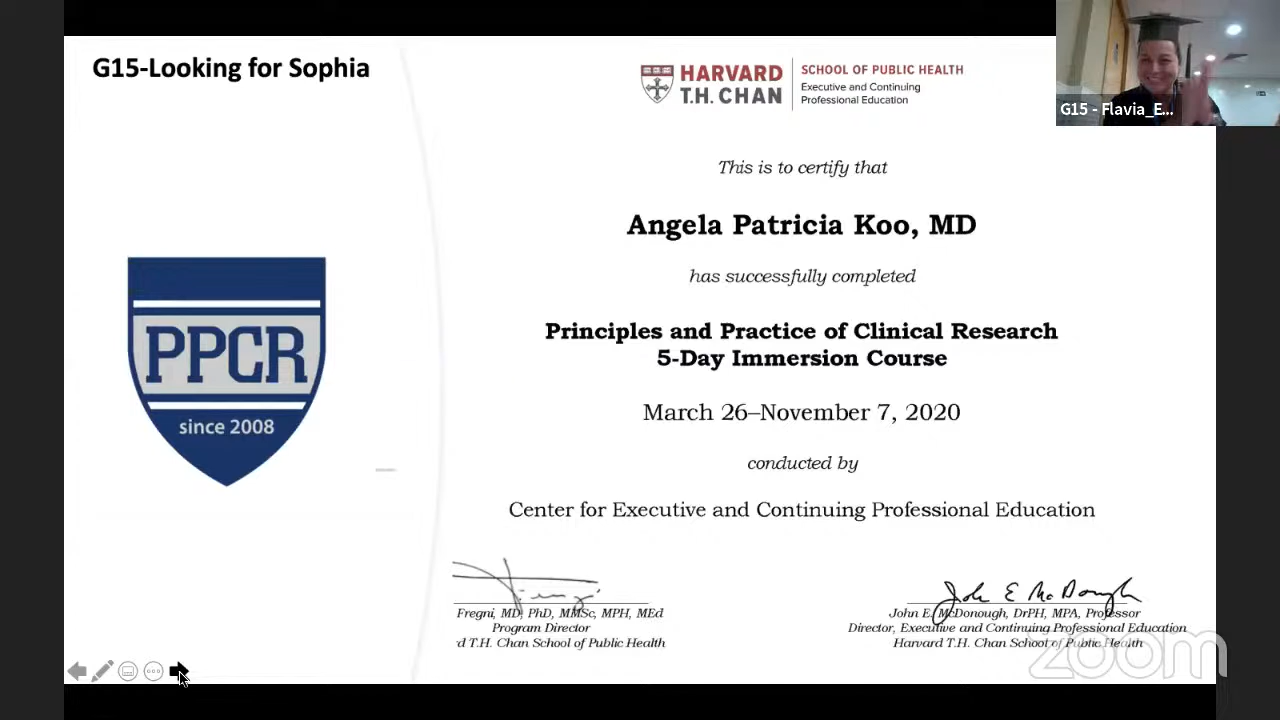 G15-Looking for Sophia
HARVARD
T.H. CHAN
SCHOOL OF PUBLIC HEALTH
Executive and Continuing
Professional Education
G15 - Flavia_E...
This is to certify that
Angela Patricia Koo, MD
has successfully completed
PPCR
since 2008
Principles and Practice of Clinical Research
5-Day Immersion Course
March 26–November 7, 2020
conducted by
Center for Executive and Continuing Professional Education
John E McDonough
Fregni, MD, PhD, MMSc, MPH, MEd
Program Director
d T.H. Chan School of Public Health
John E. McDonough, DrPH, MPA, Professor
Director, Executive and Continuing Professional Education
Harvard T.H. Chan School of Public Health
zoom